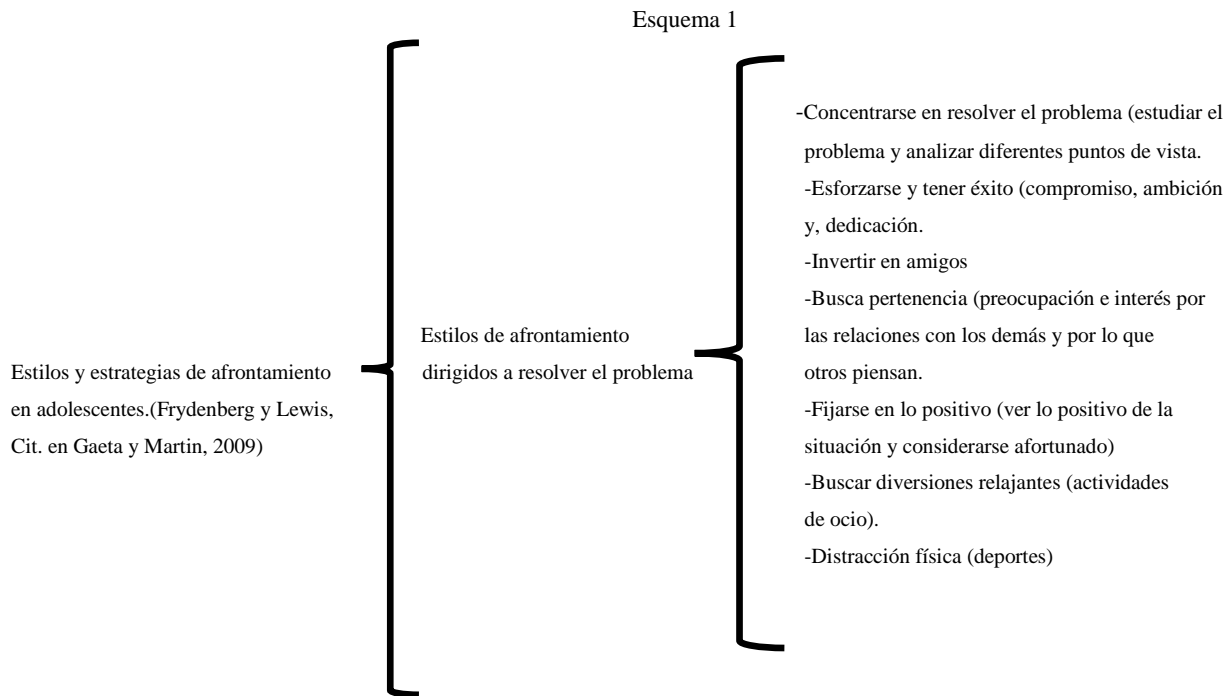 Esquema 1
Estilos y estrategias de afrontamiento
en adolescentes.(Frydenberg y Lewis,
Cit. en Gaeta y Martin, 2009)
Estilos de afrontamiento
dirigidos a resolver el problema
-Concentrarse en resolver el problema (estudiar el
problema y analizar diferentes puntos de vista.
-Esforzarse y tener éxito (compromiso, ambición
y, dedicación.
-Invertir en amigos
-Busca pertenencia (preocupación e interés por
las relaciones con los demás y por lo que
otros piensan.
-Fijarse en lo positivo (ver lo positivo de la
situación y considerarse afortunado)
-Buscar diversiones relajantes (actividades
de ocio).
-Distracción física (deportes)